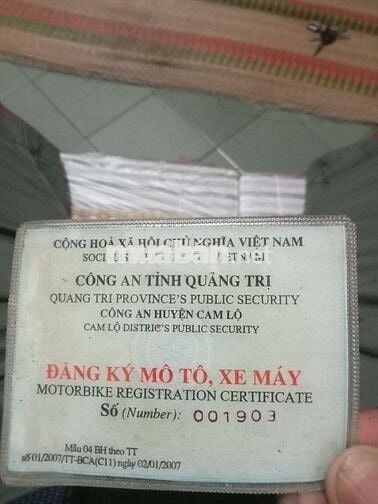 CỘNG HOÀ XÃ HỘI CHỦ NGHĨA VIỆT NAM
CÔNG AN TỈNH QUẢNG TRỊ
QUANG TRI PROVINCE'S PUBLIC SECURITY
CÔNG AN HUYỆN CAM LỘ
CAM LO DISTRIC'S PUBLIC SECURITY
ĐĂNG KÝ MÔ TÔ, XE MÁY
MOTORBIKE REGISTRATION CERTIFICATE
Số (Number): 001903
Mẫu 04 BH theo TT
số 01/2007/TT-BCA(C11) ngày 02/01/2007